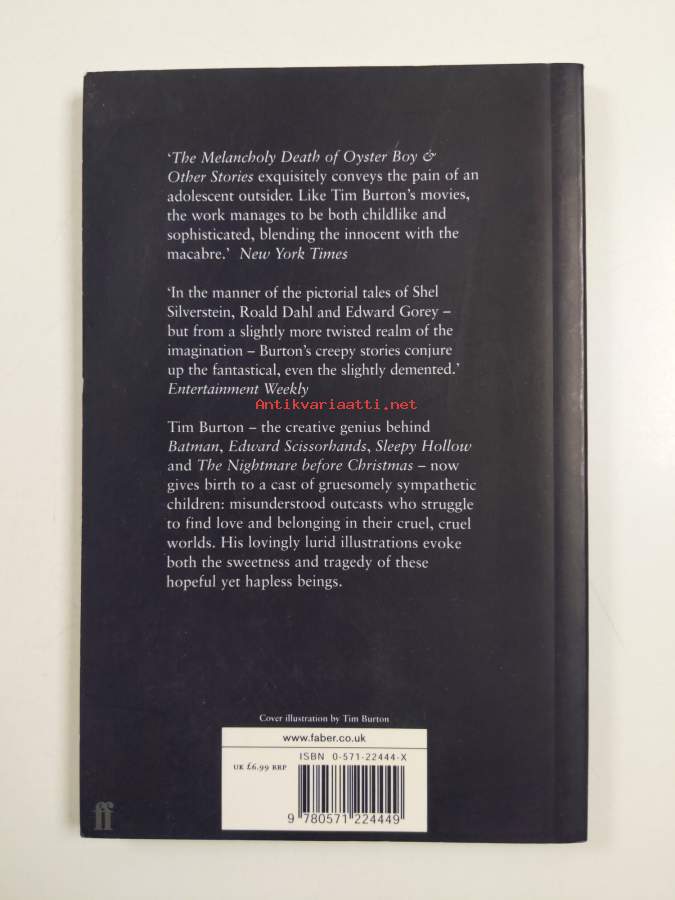 'The Melancholy Death of Oyster Boy &
Other Stories exquisitely conveys the pain of an
adolescent outsider. Like Tim Burton's movies,
the work manages to be both childlike and
sophisticated, blending the innocent with the
macabre.' New York Times
'In the manner of the pictorial tales of Shel
Silverstein, Roald Dahl and Edward Gorey –
but from a slightly more twisted realm of the
imagination – Burton's creepy stories conjure
up the fantastical, even the slightly demented.'
Entertainment Weekly
Antikvariaatti.net
Tim Burton – the creative genius behind
Batman, Edward Scissorhands, Sleepy Hollow
and The Nightmare before Christmas – now
gives birth to a cast of gruesomely sympathetic
children: misunderstood outcasts who struggle
to find love and belonging in their cruel, cruel
worlds. His lovingly lurid illustrations evoke
both the sweetness and tragedy of these
hopeful yet hapless beings.
Cover illustration by Tim Burton
www.faber.co.uk
ISBN 0-571-22444-X
UK £6.99 RRP
9 780571 224449
ff